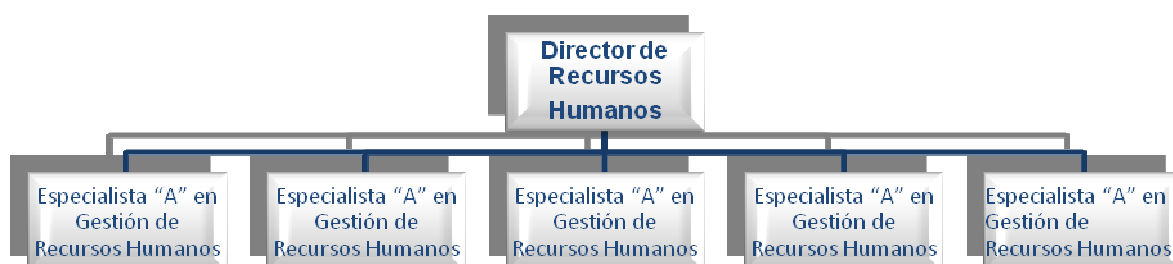 Director de
Recursos
Humanos
Especialista “A” en
Gestión de
Recursos Humanos
Especialista “A” en
Gestión de
Recursos Humanos
Especialista “A” en
Gestión de
Recursos Humanos
Especialista “A” en
Gestión de
Recursos Humanos
Especialista “A” en
Gestión de
Recursos Humanos